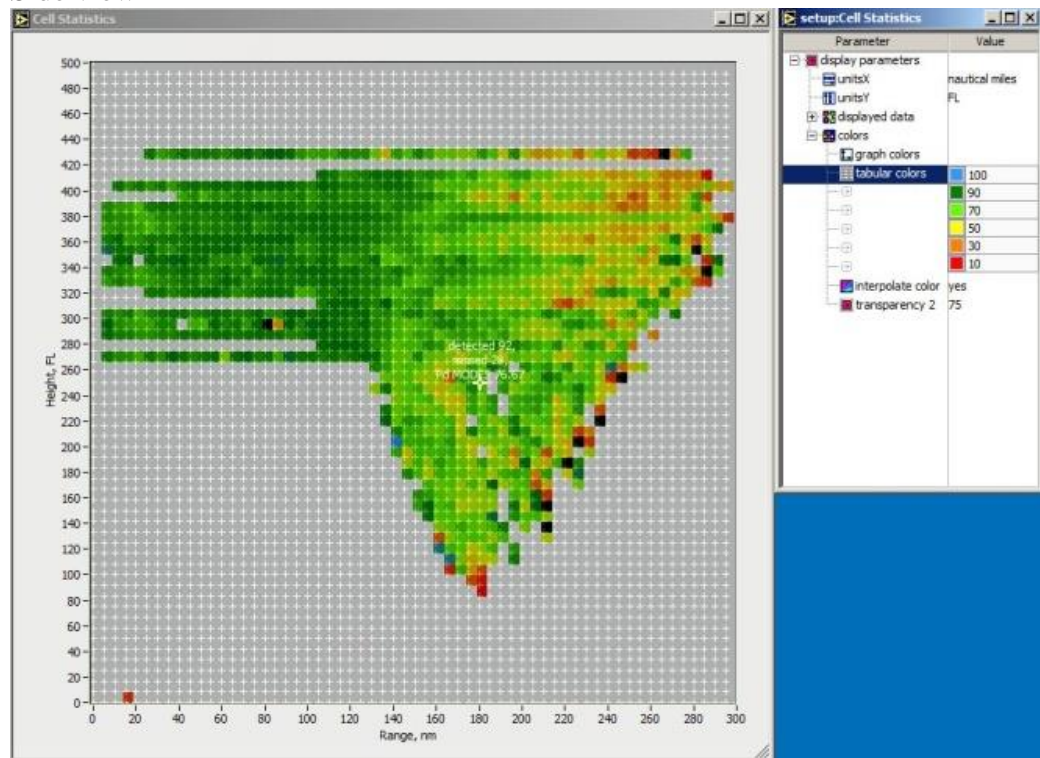 Cell Statistics
500
480
460
440
420
400
380
360
340
320
300
280
260
240
220
200
180
160
140
120
100
80
60
40
20
0
Height, FL
detected 92,
missed 28,
76.67
0 20 40 60 80 100 120 140 160 180 200 220 240 260 280 300
Range, nm
setup:Cell Statistics
Parameter Value
display parameters
unitsX nautical miles
unitsY FL
displayed data
colors
graph colors
tabular colors 100
90
70
50
30
10
interpolate color yes
transparency 2 75